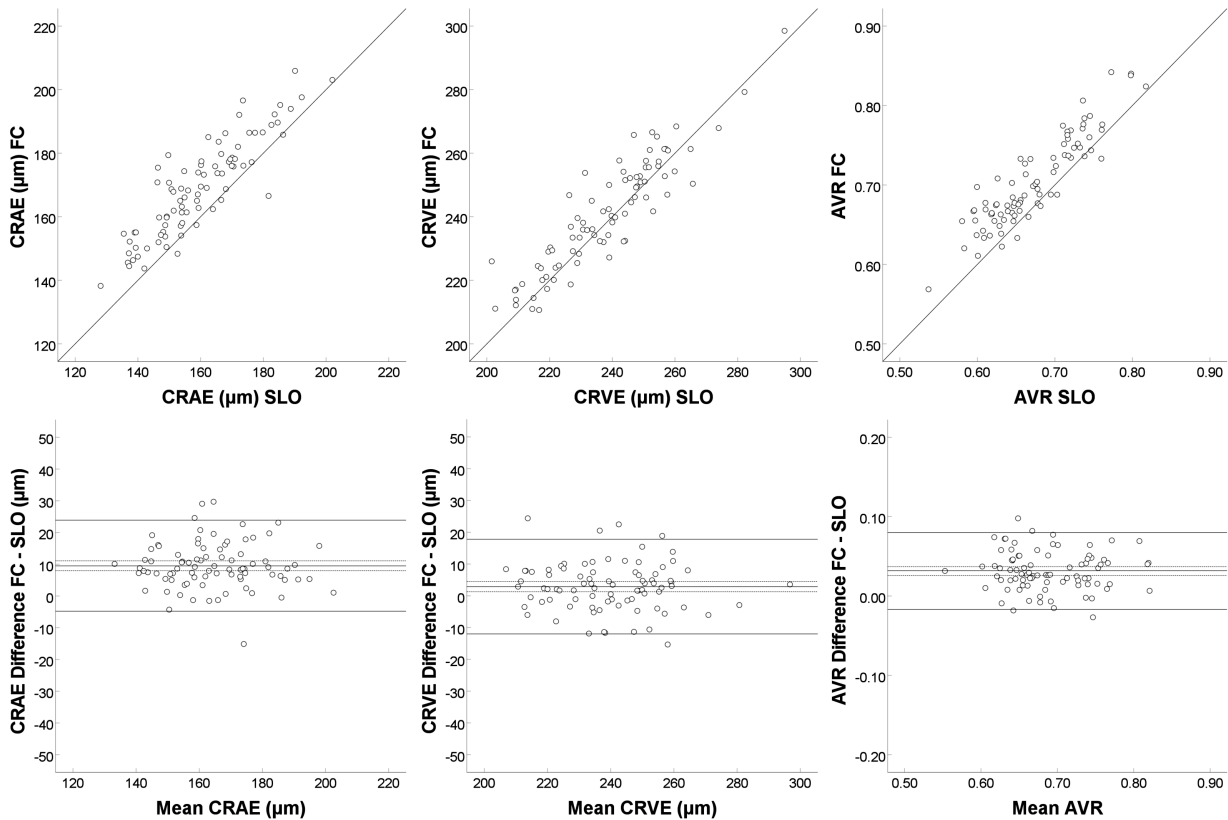 220
200
180
160
140
120
CRAE (µm) FC
120 140 160 180 200 220
CRAE (µm) SLO
300
280
260
240
220
200
CRVE (µm) FC
200 220 240 260 280 300
CRVE (µm) SLO
0.90
0.80
0.70
0.60
0.50
AVR FC
0.50 0.60 0.70 0.80 0.90
AVR SLO
50
40
30
20
10
0
-10
-20
-30
-40
-50
CRAE Difference FC - SLO (µm)
120 140 160 180 200 220
Mean CRAE (µm)
50
40
30
20
10
0
-10
-20
-30
-40
-50
CRVE Difference FC - SLO (µm)
200 220 240 260 280 300
Mean CRVE (µm)
0.20
0.10
0.00
-0.10
-0.20
AVR Difference FC - SLO
0.50 0.60 0.70 0.80 0.90
Mean AVR